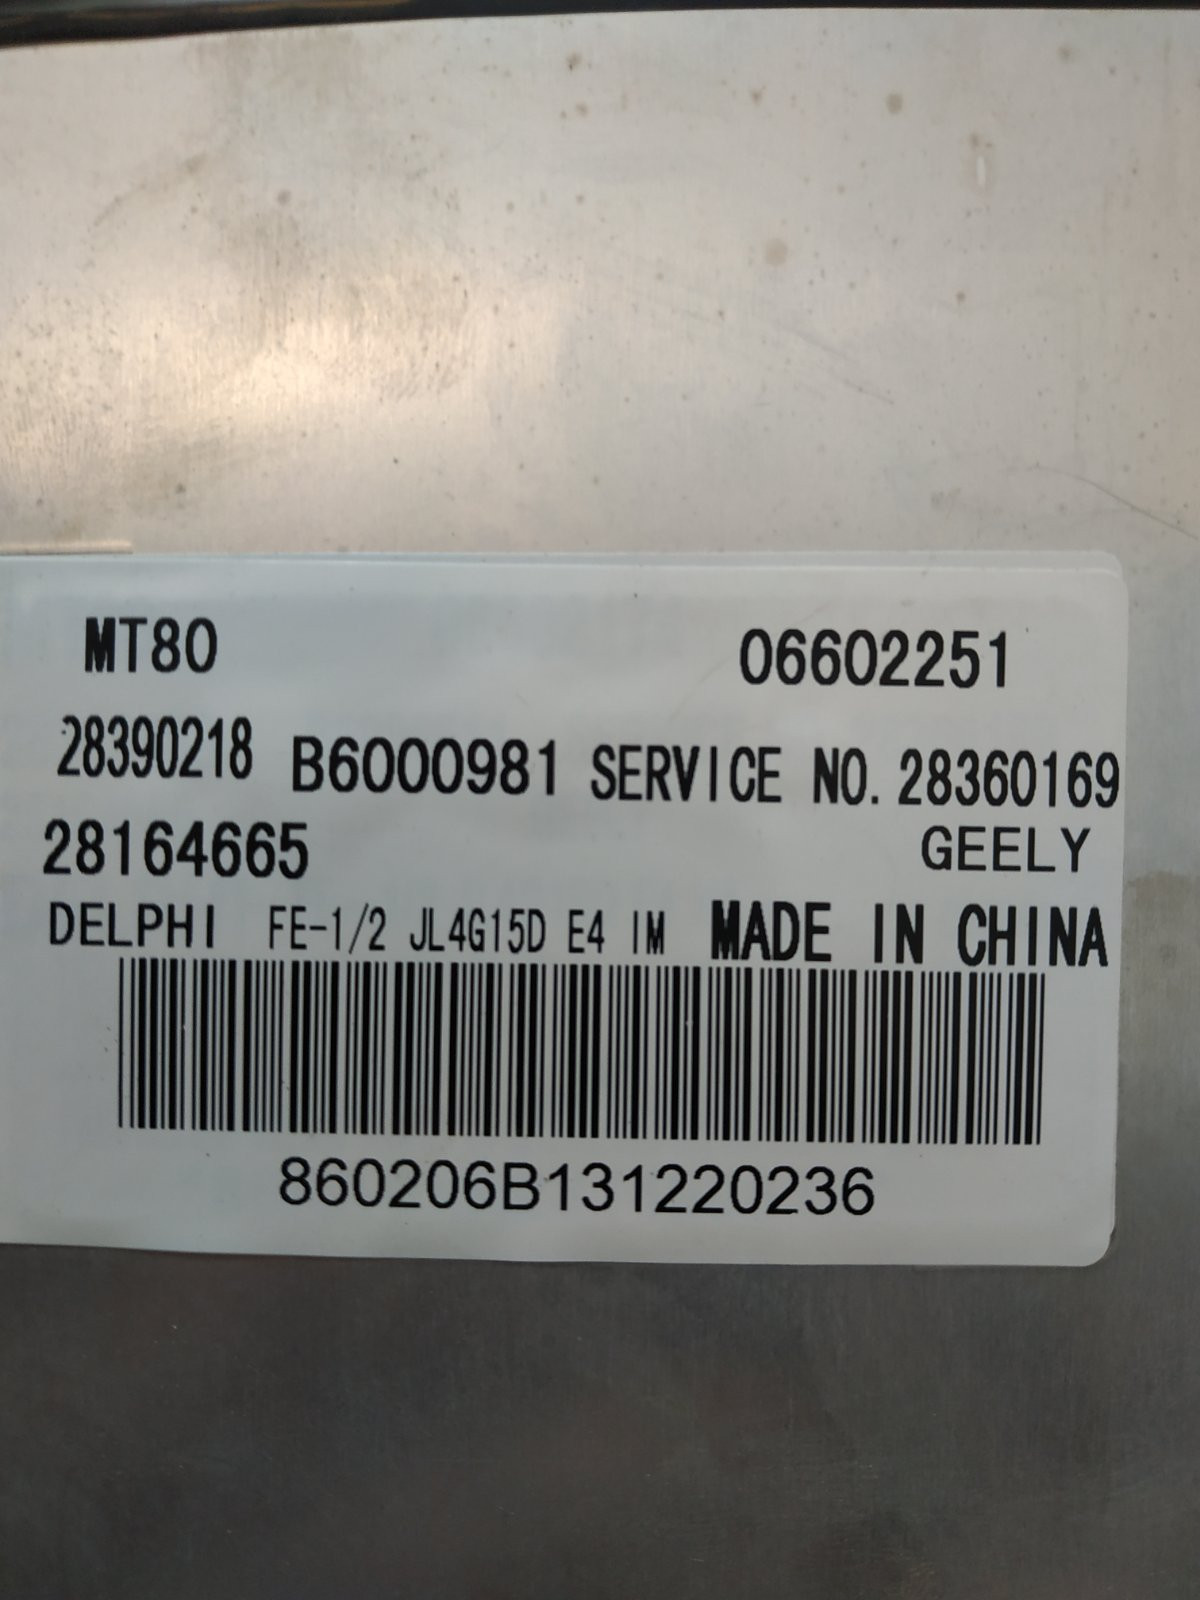 MT80 06602251
28390218 B6000981 SERVICE NO. 28360169
28164665 GEELY
DELPHI FE-1/2 JL4G15D E4 IM MADE IN CHINA
860206B131220236